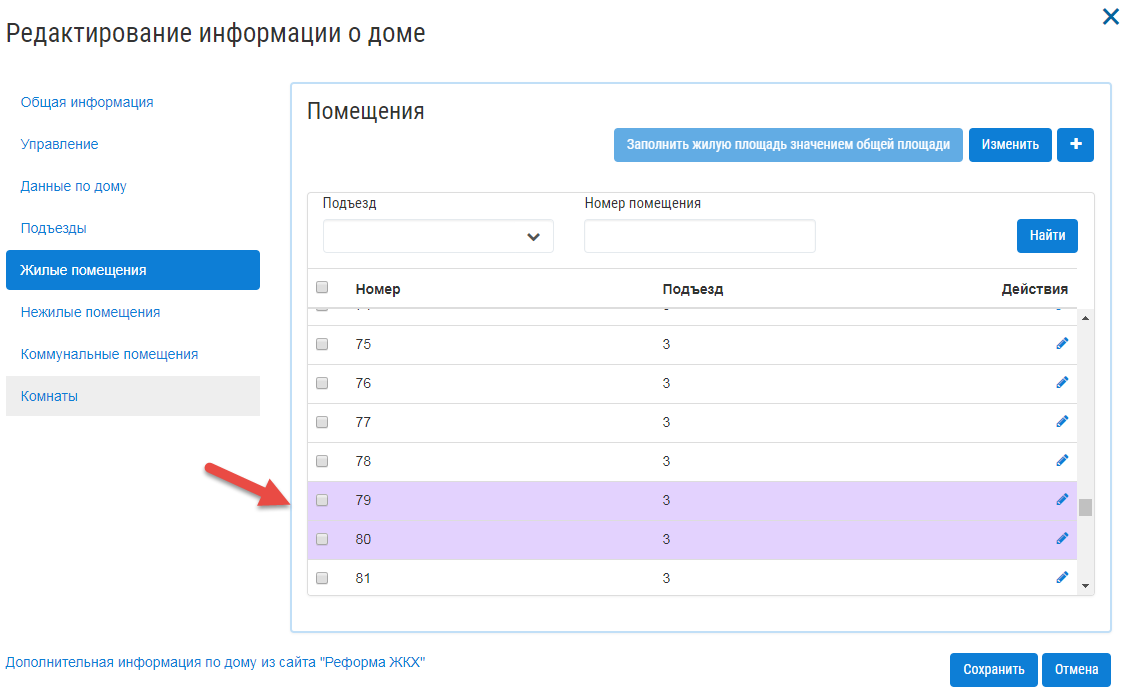 Редактирование информации о доме
Общая информация
Управление
Данные по дому
Подъезды
Жилые помещения
Нежилые помещения
Коммунальные помещения
Комнаты
Помещения
Заполнить жилую площадь значением общей площади Изменить +
Подъезд Номер помещения
Найти
Номер Подъезд Действия
75 3
76 3
77 3
78 3
79 3
80 3
81 3
Дополнительная информация по дому из сайта "Реформа ЖКХ"
Сохранить Отмена